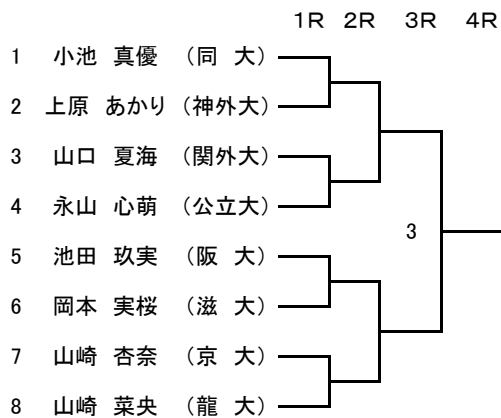 1R 2R 3R 4R
1 小池 真優 (同 大)
2 上原 あかり (神外大)
3 山口 夏海 (関外大)
4 永山 心萌 (公立大)
3
5 池田 玖実 (阪 大)
6 岡本 実桜 (滋 大)
7 山崎 杏奈 (京 大)
8 山崎 菜央 (龍 大)